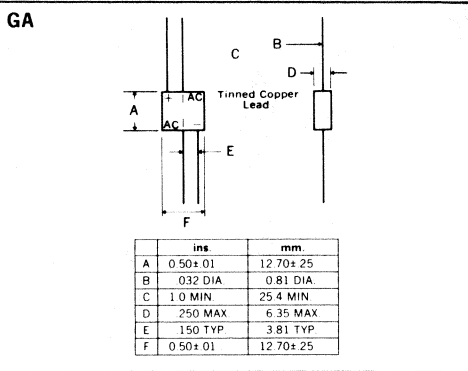 GA
B
C
D
+ AC
Tinned Copper
Lead
A
AC −
E
F
ins. mm.
A 0.50±.01 12.70±.25
B .032 DIA. 0.81 DIA.
C 1.0 MIN. 25.4 MIN.
D .250 MAX. 6.35 MAX.
E .150 TYP. 3.81 TYP.
F 0.50±.01 12.70±.25